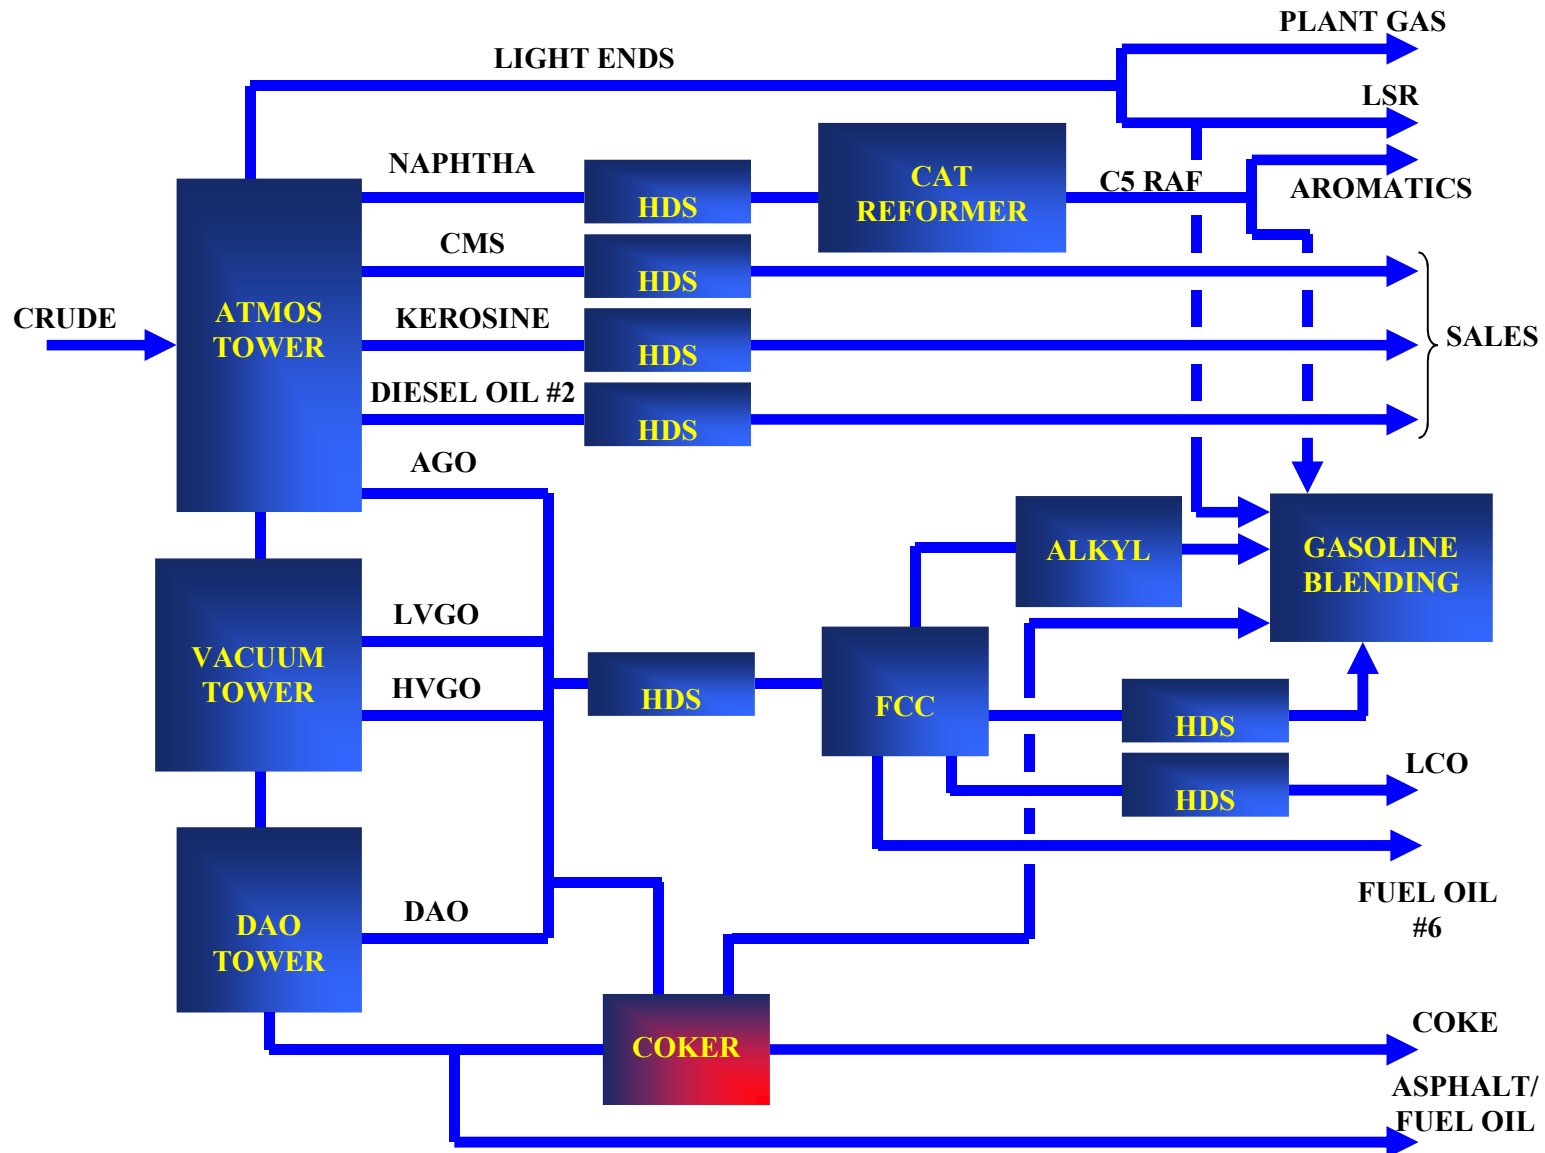 PLANT GAS
LIGHT ENDS
LSR
NAPHTHA
HDS
CAT
REFORMER
C5 RAF
AROMATICS
CMS
HDS
CRUDE
ATMOS
TOWER
KEROSINE
HDS
SALES
DIESEL OIL #2
HDS
AGO
ALKYL
GASOLINE
BLENDING
LVGO
VACUUM
TOWER
HVGO
HDS
FCC
HDS
LCO
HDS
FUEL OIL
#6
DAO
TOWER
DAO
COKER
COKE
ASPHALT/
FUEL OIL